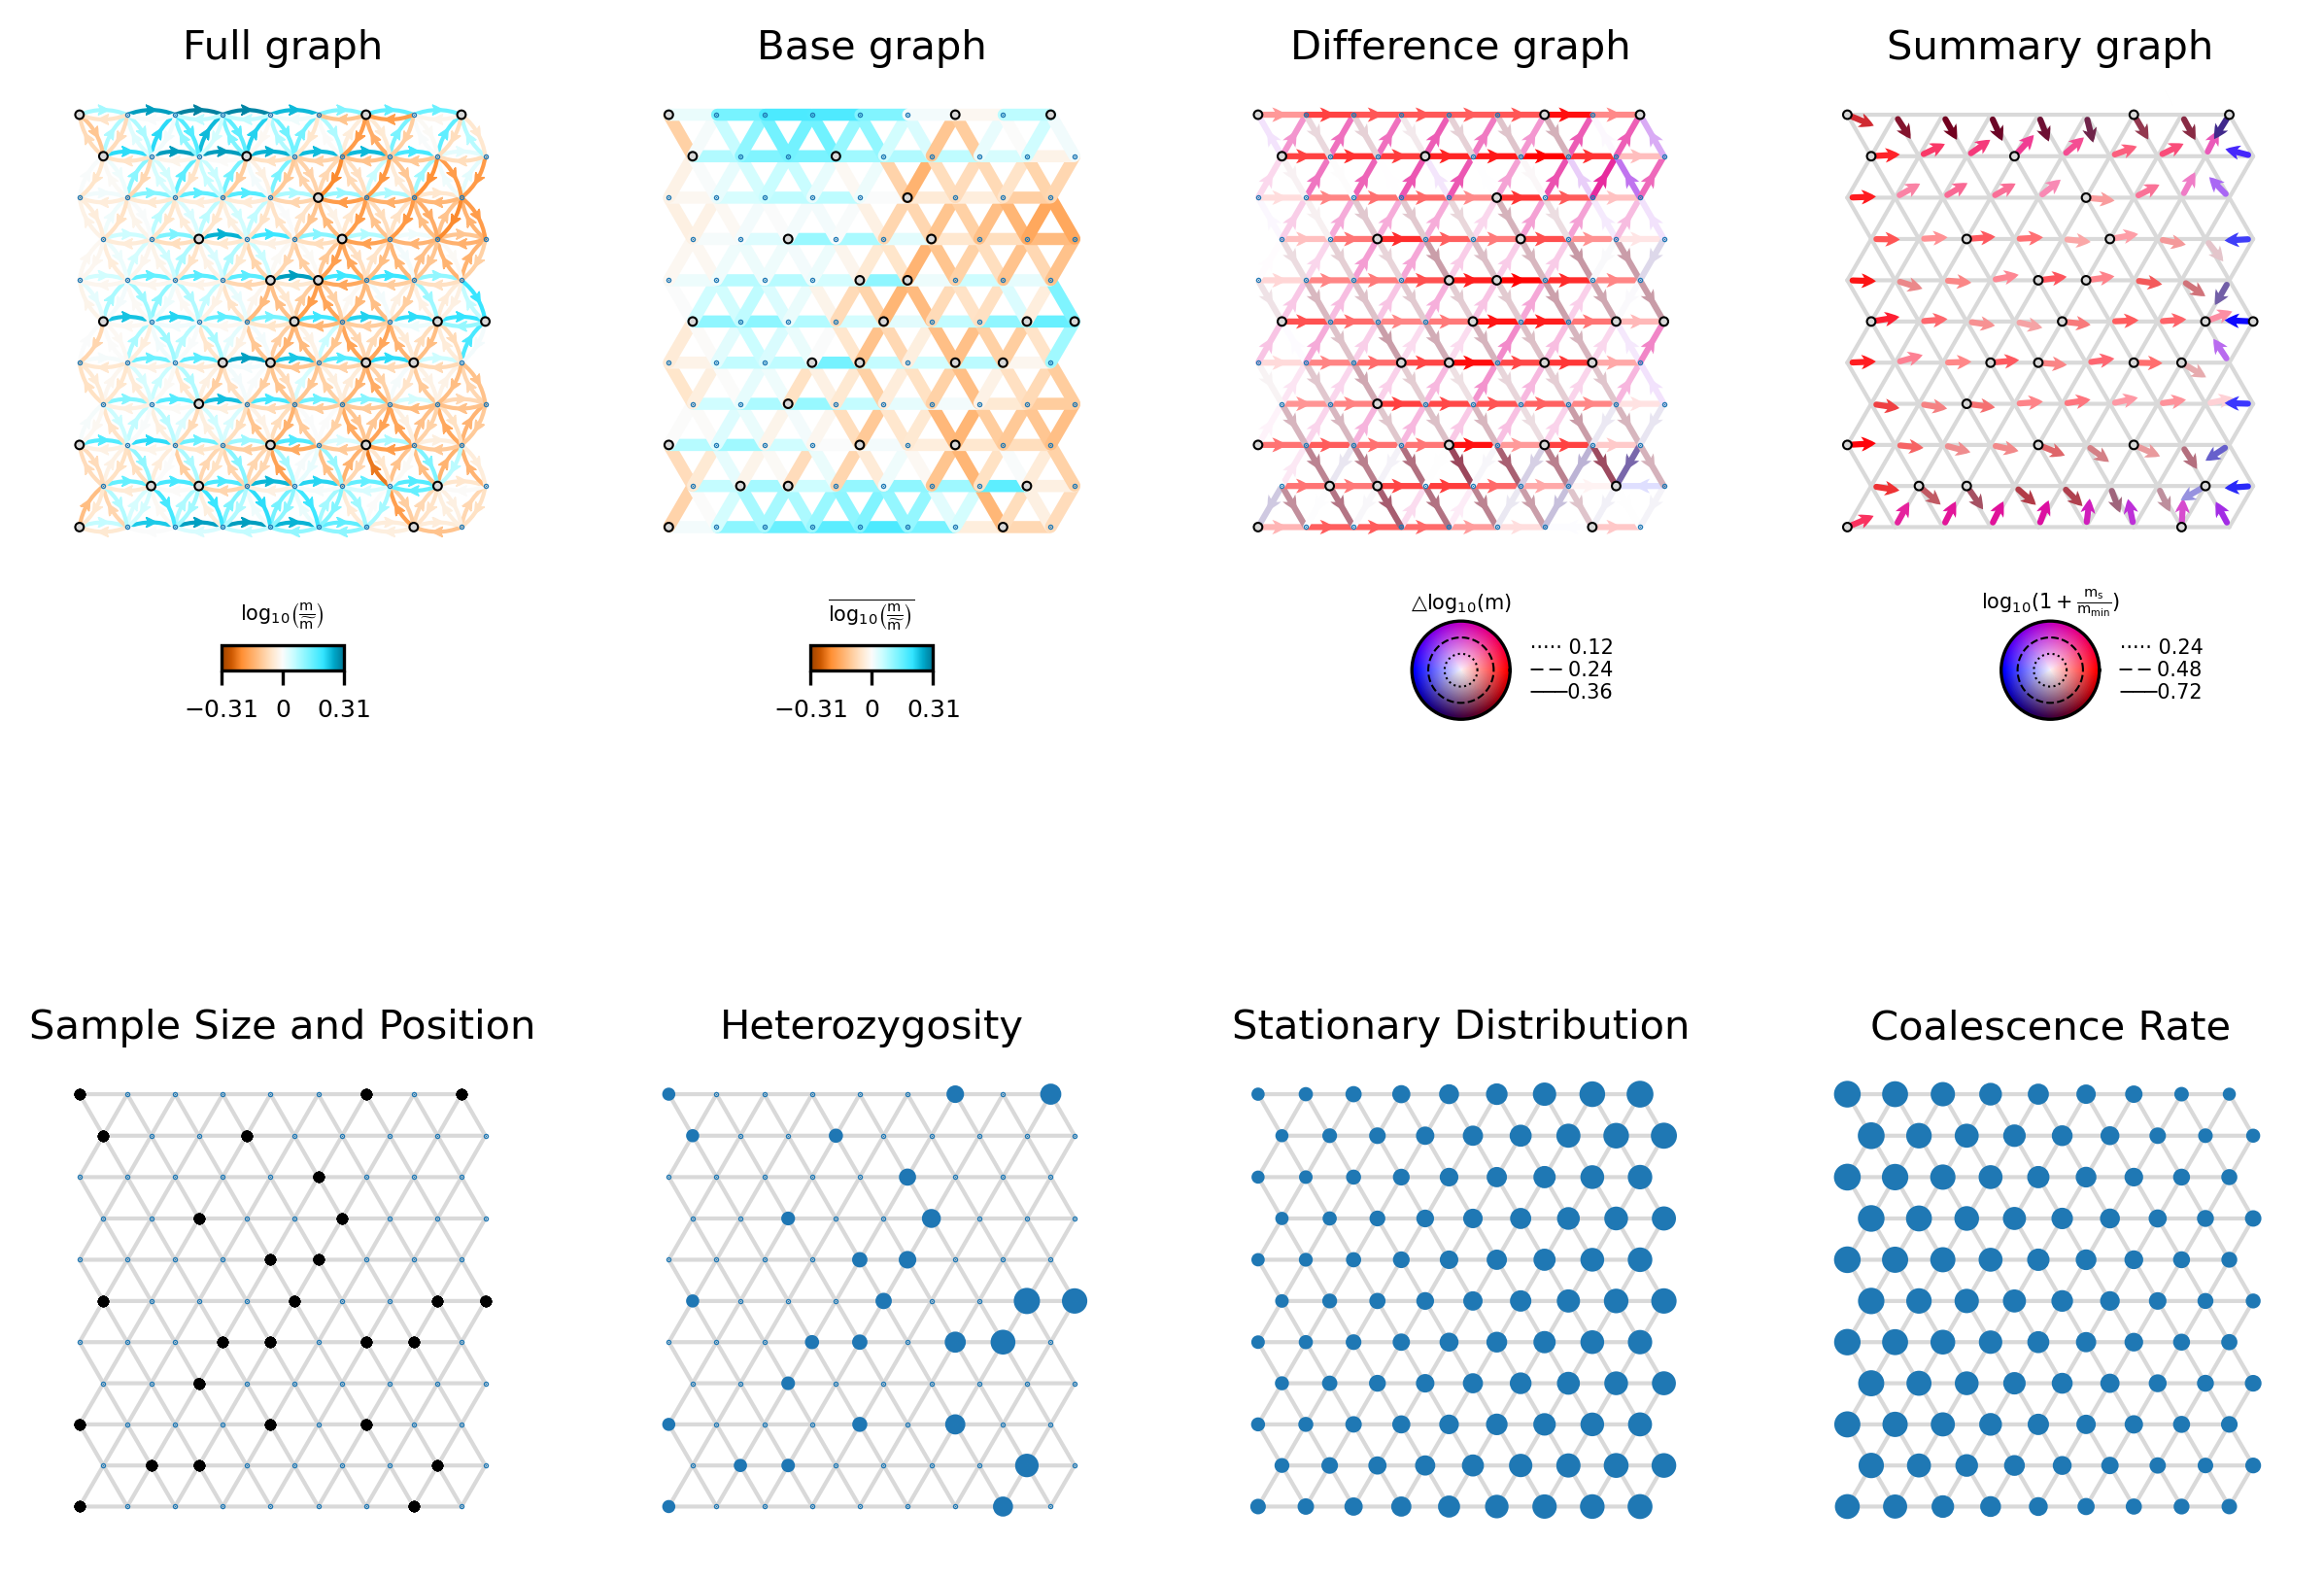 Full graph
Base graph
Difference graph
Summary graph
log₁₀(m/m̃)
−0.31 0 0.31
log₁₀(m/m̃)
−0.31 0 0.31
△log₁₀(m)
0.12
0.24
0.36
log₁₀(1 + mₛ/m_min)
0.24
0.48
0.72
Sample Size and Position
Heterozygosity
Stationary Distribution
Coalescence Rate